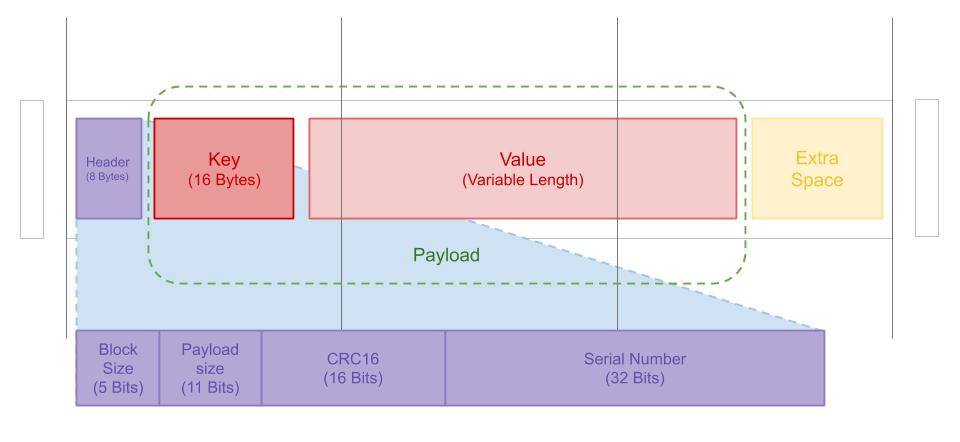 Header
(8 Bytes)
Key
(16 Bytes)
Value
(Variable Length)
Extra
Space
Payload
Block
Size
(5 Bits)
Payload
size
(11 Bits)
CRC16
(16 Bits)
Serial Number
(32 Bits)